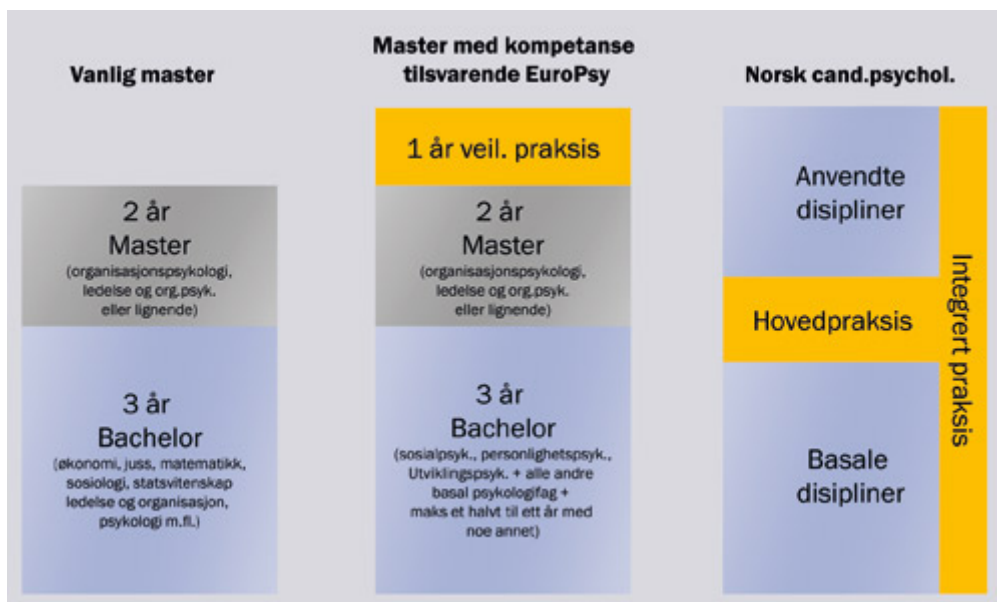 Vanlig master
2 år
Master
(organisasjonspsykologi,
ledelse og org.psyk.
eller lignende)
3 år
Bachelor
(økonomi, juss, matematikk,
sosiologi, statsvitenskap
ledelse og organisasjon,
psykologi m.fl.)
Master med kompetanse
tilsvarende EuroPsy
1 år veil. praksis
2 år
Master
(organisasjonspsykologi,
ledelse og org.psyk.
eller lignende)
3 år
Bachelor
(sosialpsyk., personlighetspsyk.,
Utviklingspsyk. + alle andre
basal psykologifag +
maks et halvt til ett år med
noe annet)
Norsk cand.psychol.
Anvendte
disipliner
Hovedpraksis
Basale
disipliner
Integrert praksis